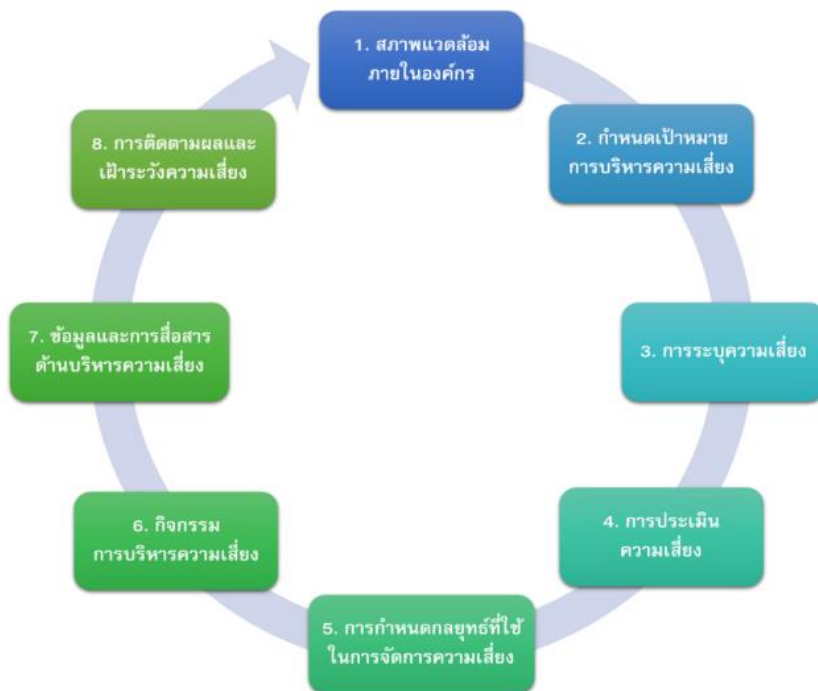 1. สภาพแวดล้อม
ภายในองค์กร
2. กำหนดเป้าหมาย
การบริหารความเสี่ยง
3. การระบุความเสี่ยง
4. การประเมิน
ความเสี่ยง
5. การกำหนดกลยุทธ์ที่ใช้
ในการจัดการความเสี่ยง
6. กิจกรรม
การบริหารความเสี่ยง
7. ข้อมูลและการสื่อสาร
ด้านบริหารความเสี่ยง
8. การติดตามผลและ
เฝ้าระวังความเสี่ยง